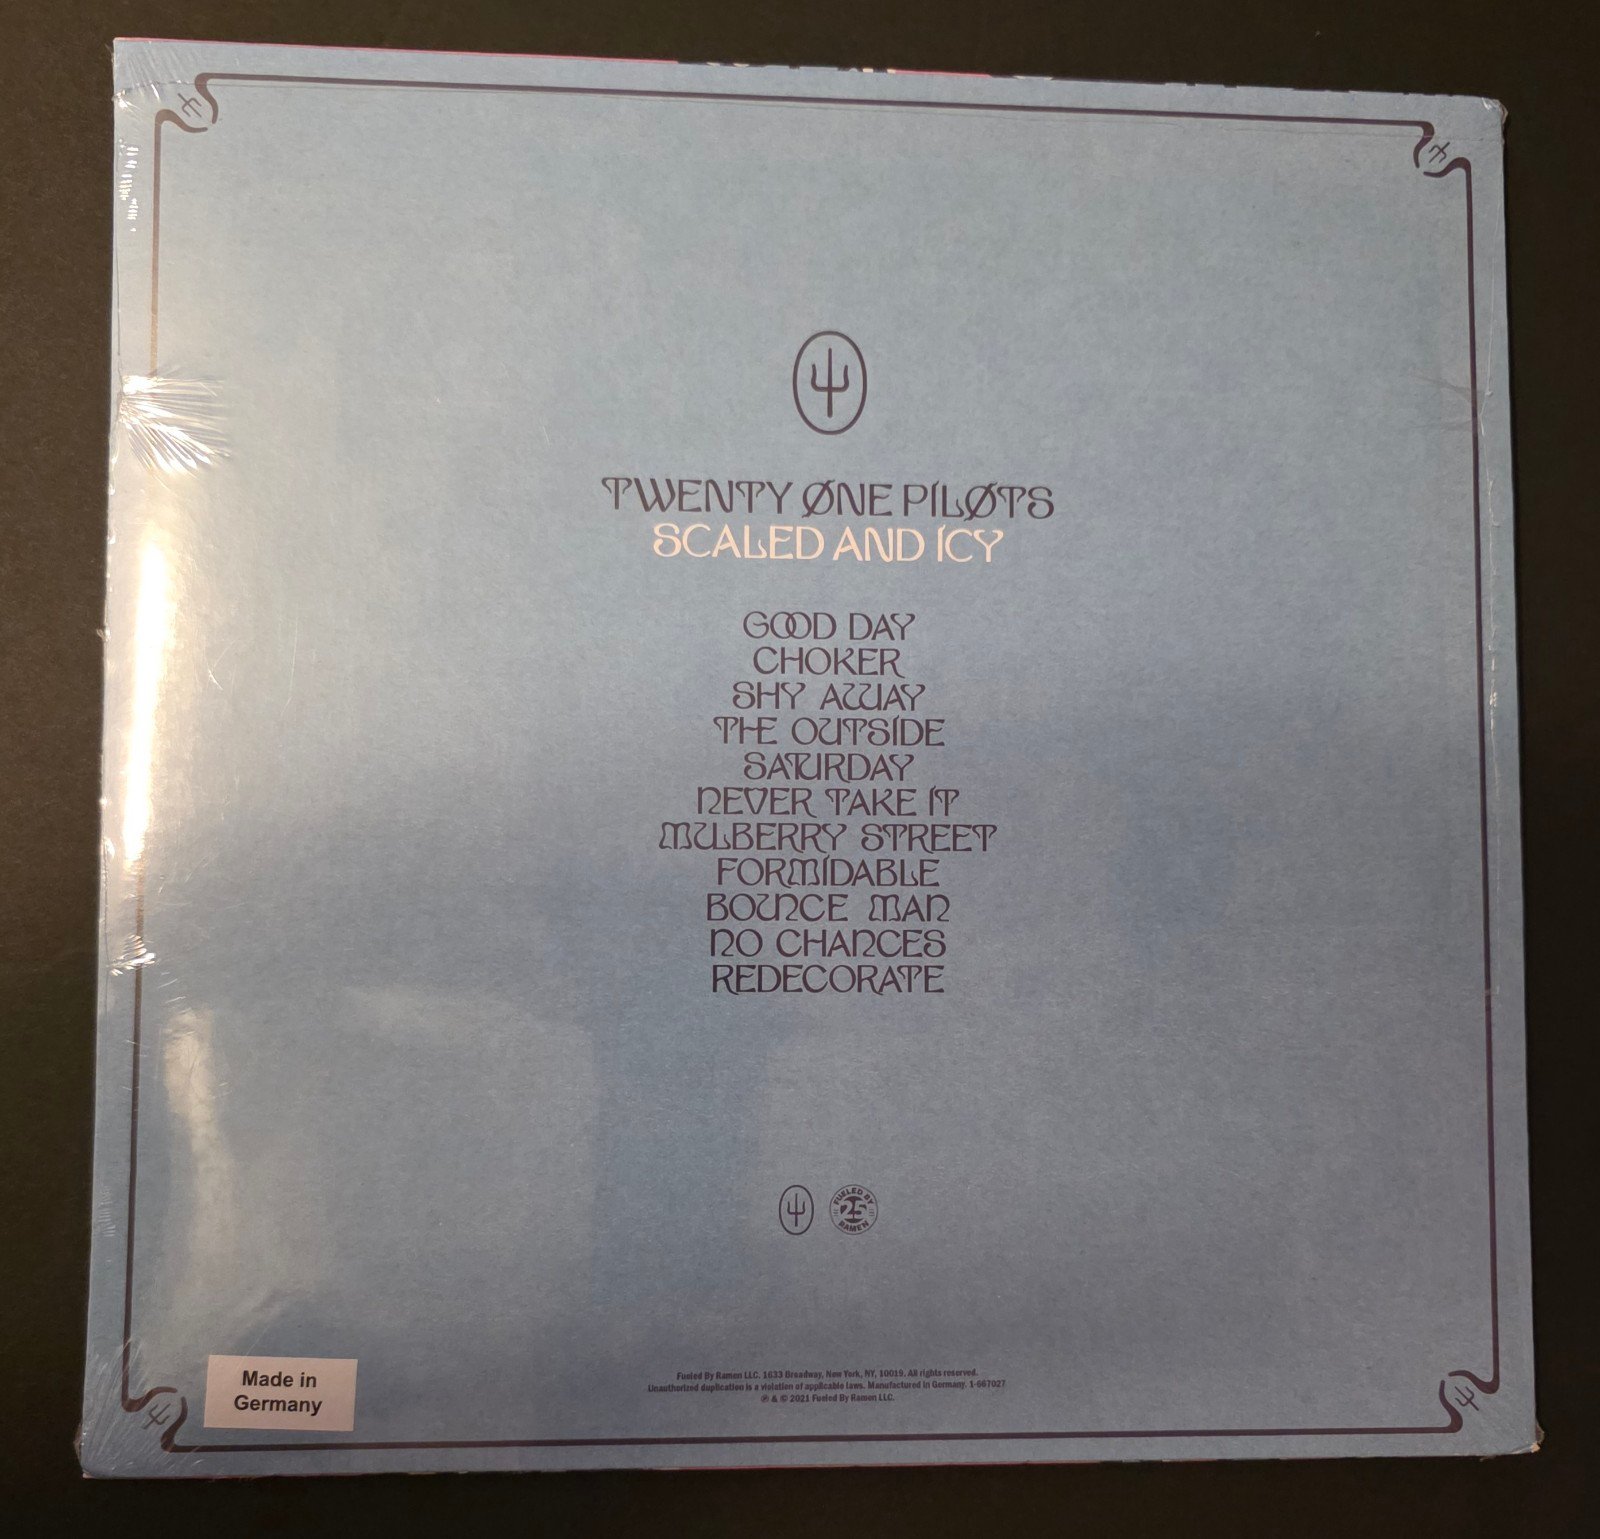 TWENTY ØNE PILØTS
SCALED AND ICY
GOOD DAY
CHOKER
SHY AWAY
THE OUTSIDE
SATURDAY
NEVER TAKE IT
MULBERRY STREET
FORMIDABLE
BOUNCE MAN
NO CHANCES
REDECORATE
FUELED BY
25
RAMEN
Made in
Germany
Fueled By Ramen LLC. 1633 Broadway, New York, NY, 10019. All rights reserved.
Unauthorized duplication is a violation of applicable laws. Manufactured in Germany. 1-667027
℗ & © 2021 Fueled By Ramen LLC.